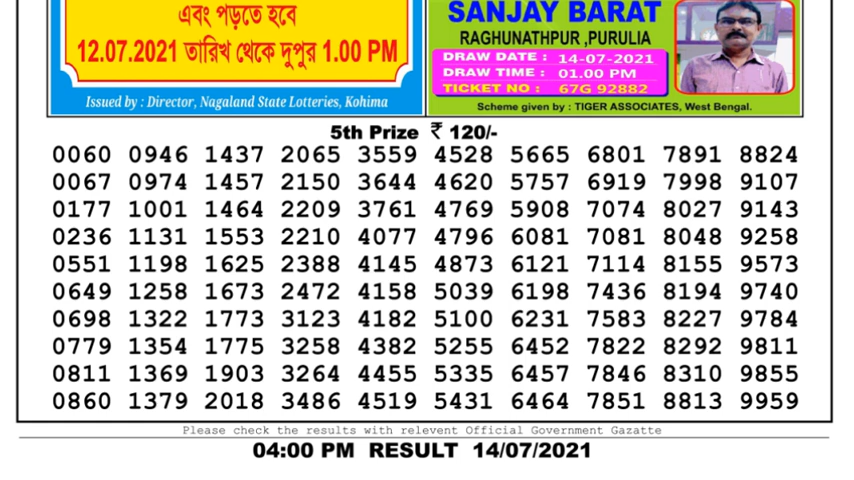 এবং পড়তে হবে
12.07.2021 তারিখ থেকে দুপুর 1.00 PM
Issued by : Director, Nagaland State Lotteries, Kohima
SANJAY BARAT
RAGHUNATHPUR ,PURULIA
DRAW DATE : 14-07-2021
DRAW TIME : 01.00 PM
TICKET NO : 67G 92882
Scheme given by : TIGER ASSOCIATES, West Bengal.
5th Prize ₹ 120/-
0060 0946 1437 2065 3559 4528 5665 6801 7891 8824
0067 0974 1457 2150 3644 4620 5757 6919 7998 9107
0177 1001 1464 2209 3761 4769 5908 7074 8027 9143
0236 1131 1553 2210 4077 4796 6081 7081 8048 9258
0551 1198 1625 2388 4145 4873 6121 7114 8155 9573
0649 1258 1673 2472 4158 5039 6198 7436 8194 9740
0698 1322 1773 3123 4182 5100 6231 7583 8227 9784
0779 1354 1775 3258 4382 5255 6452 7822 8292 9811
0811 1369 1903 3264 4455 5335 6457 7846 8310 9855
0860 1379 2018 3486 4519 5431 6464 7851 8813 9959
Please check the results with relevent Official Government Gazatte
04:00 PM RESULT 14/07/2021